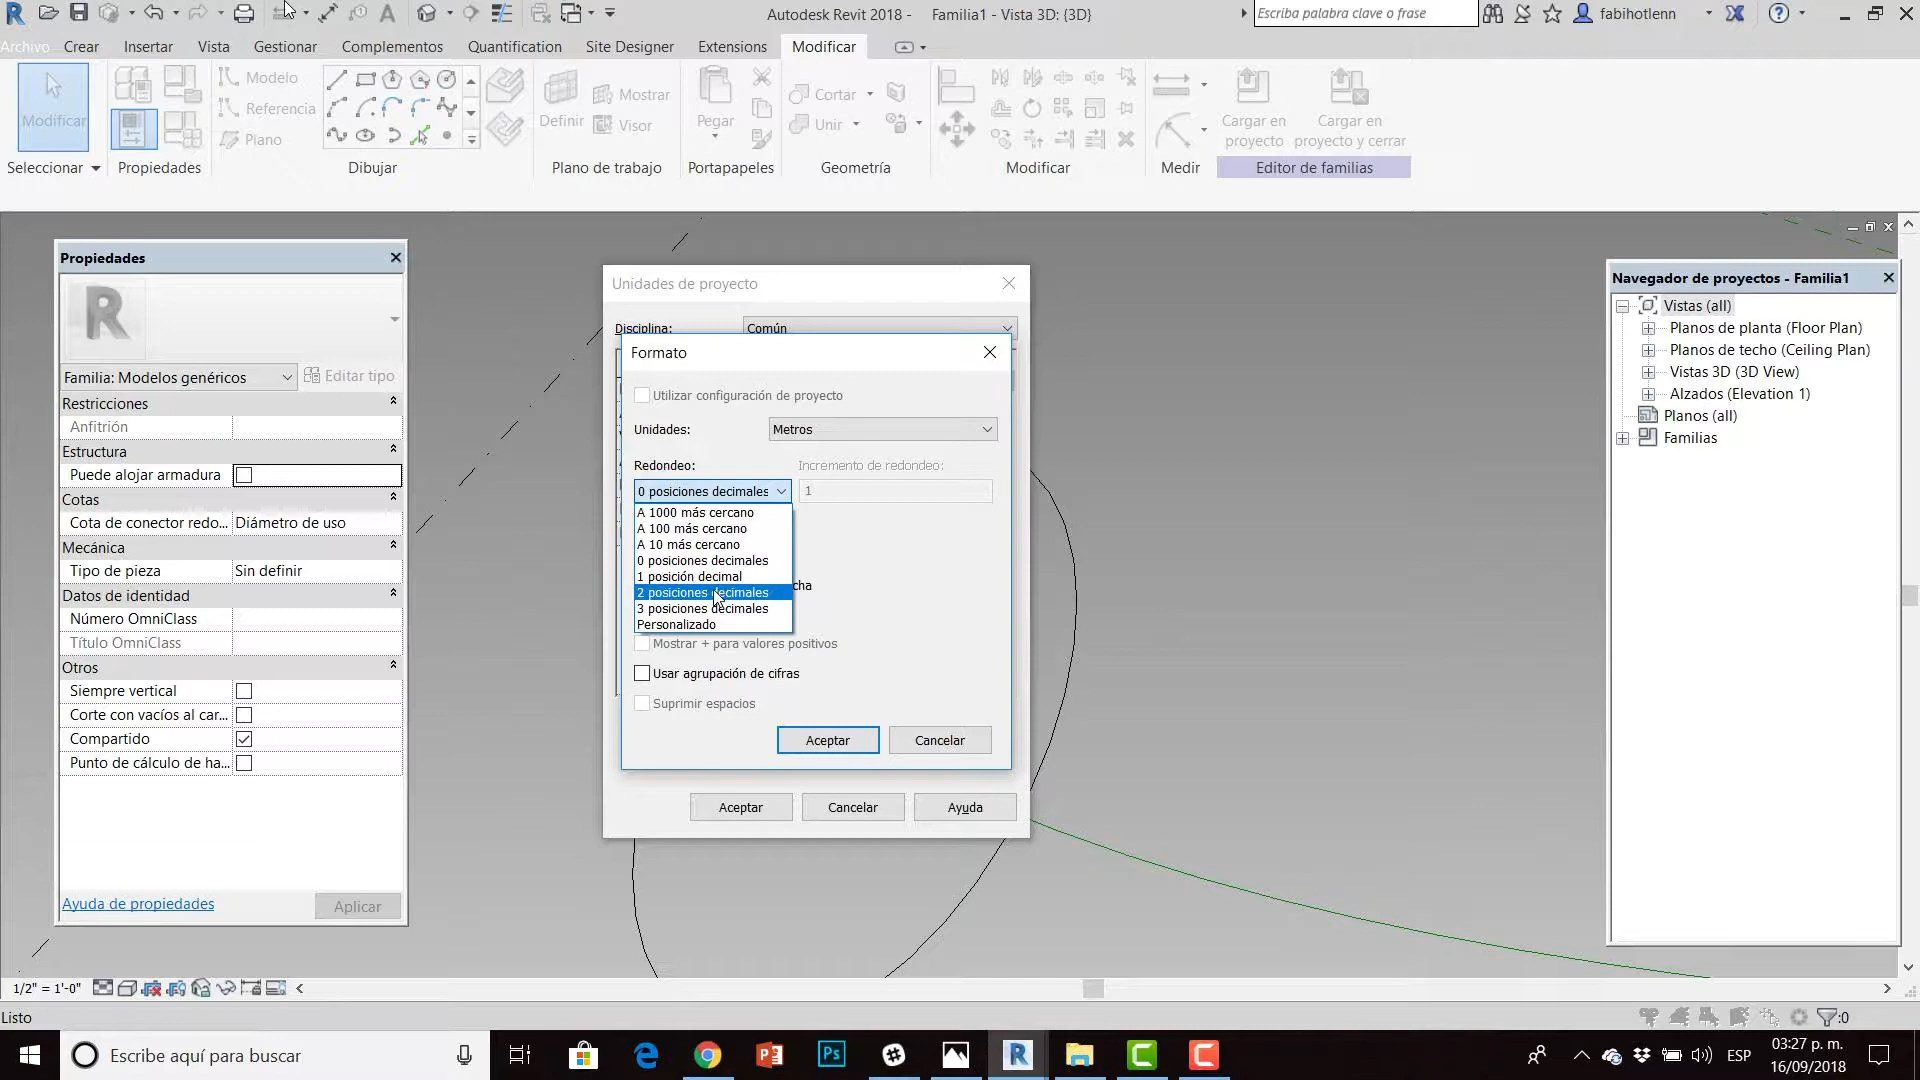 Autodesk Revit 2018 - Familia1 - Vista 3D: {3D}
Escriba palabra clave o frase
fabihotlenn
Archivo Crear Insertar Vista Gestionar Complementos Quantification Site Designer Extensions Modificar
Modelo
Referencia
Plano
Modificar
Definir
Mostrar
Visor
Pegar
Cortar
Unir
Cargar en proyecto
Cargar en proyecto y cerrar
Seleccionar Propiedades Dibujar Plano de trabajo Portapapeles Geometría Modificar Medir Editor de familias
Propiedades
Familia: Modelos genéricos
Editar tipo
Restricciones
Anfitrión
Estructura
Puede alojar armadura
Cotas
Cota de conector redo... Diámetro de uso
Mecánica
Tipo de pieza Sin definir
Datos de identidad
Número OmniClass
Título OmniClass
Otros
Siempre vertical
Corte con vacíos al car...
Compartido
Punto de cálculo de ha...
Ayuda de propiedades
Aplicar
Unidades de proyecto
Disciplina: Común
Formato
Utilizar configuración de proyecto
Unidades: Metros
Redondeo: Incremento de redondeo:
0 posiciones decimales 1
A 1000 más cercano
A 100 más cercano
A 10 más cercano
0 posiciones decimales
1 posición decimal
2 posiciones decimales
3 posiciones decimales
Personalizado
cha
Mostrar + para valores positivos
Usar agrupación de cifras
Suprimir espacios
Aceptar Cancelar
Aceptar Cancelar Ayuda
Navegador de proyectos - Familia1
Vistas (all)
Planos de planta (Floor Plan)
Planos de techo (Ceiling Plan)
Vistas 3D (3D View)
Alzados (Elevation 1)
Planos (all)
Familias
1/2" = 1'-0"
Listo
:0
Escribe aquí para buscar
ESP
03:27 p. m.
16/09/2018